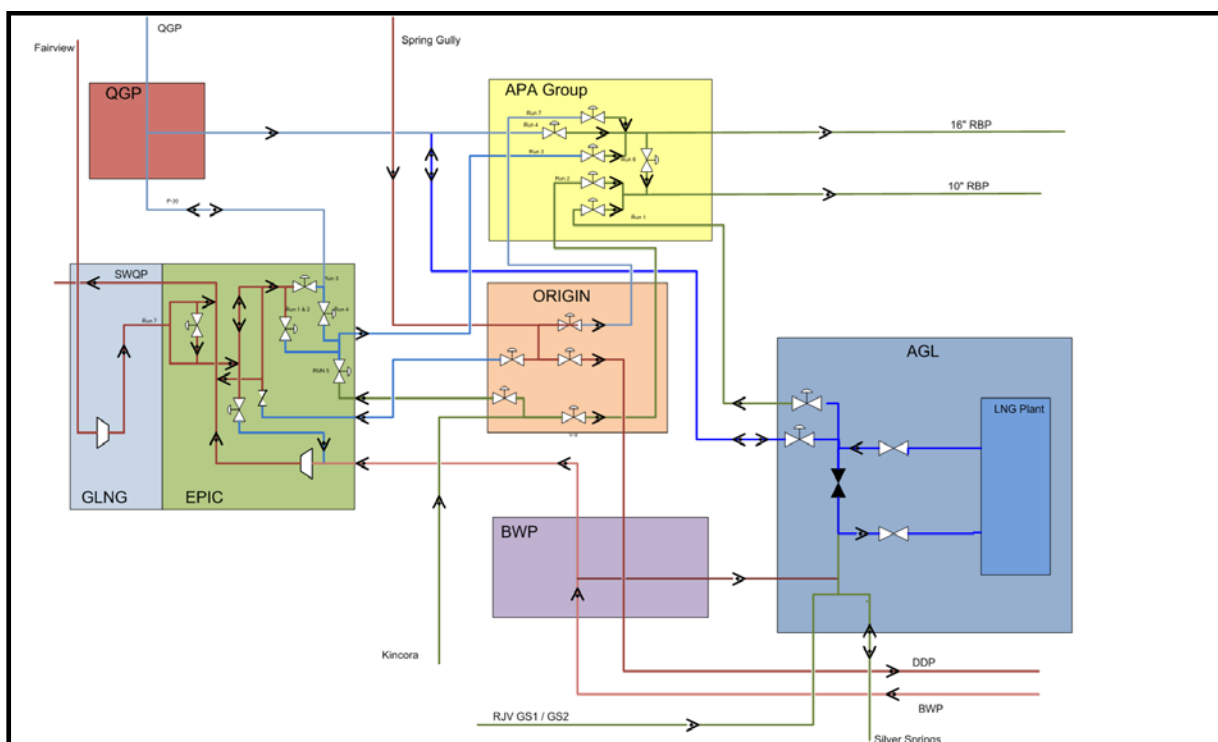 QGP
Fairview
Spring Gully
QGP
APA Group
Run 7
Run 4
16" RBP
Run 3
Run 6
Run 2
10" RBP
P-30
Run 1
SWQP
Run 3
ORIGIN
Run 1 & 2
Run 4
Run 7
AGL
RUN 5
LNG Plant
GLNG
EPIC
BWP
Kincora
DDP
BWP
RJV GS1 / GS2
Silver Springs